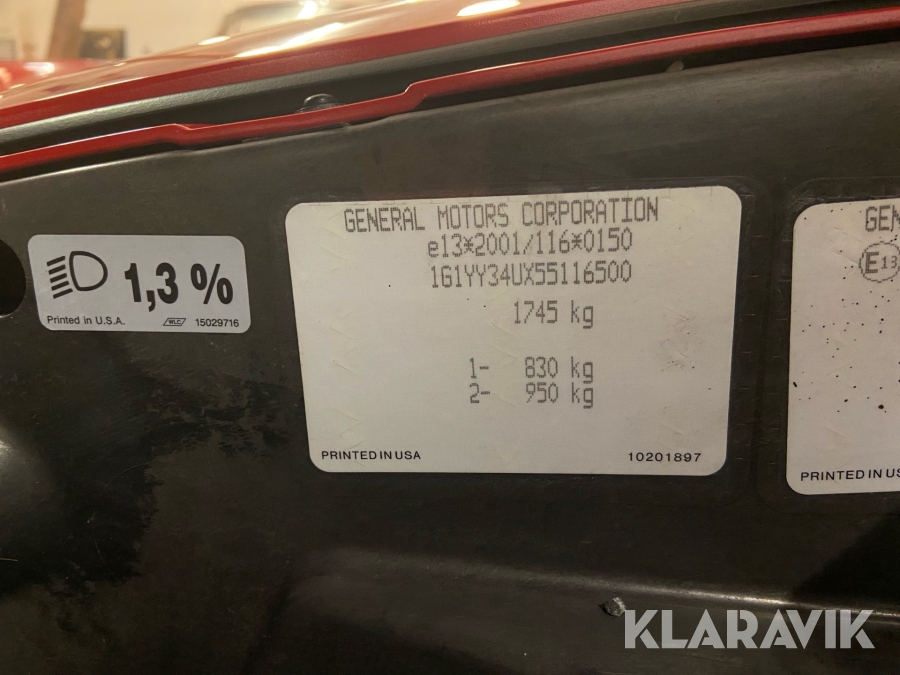 GENERAL MOTORS CORPORATION
e13*2001/116*0150
1G1YY34UX55116500
1745 kg
1- 830 kg
2- 950 kg
PRINTED IN USA 10201897
1,3 %
Printed in U.S.A. WLC 15029716
GEN
E13
PRINTED IN US
KLARAVIK